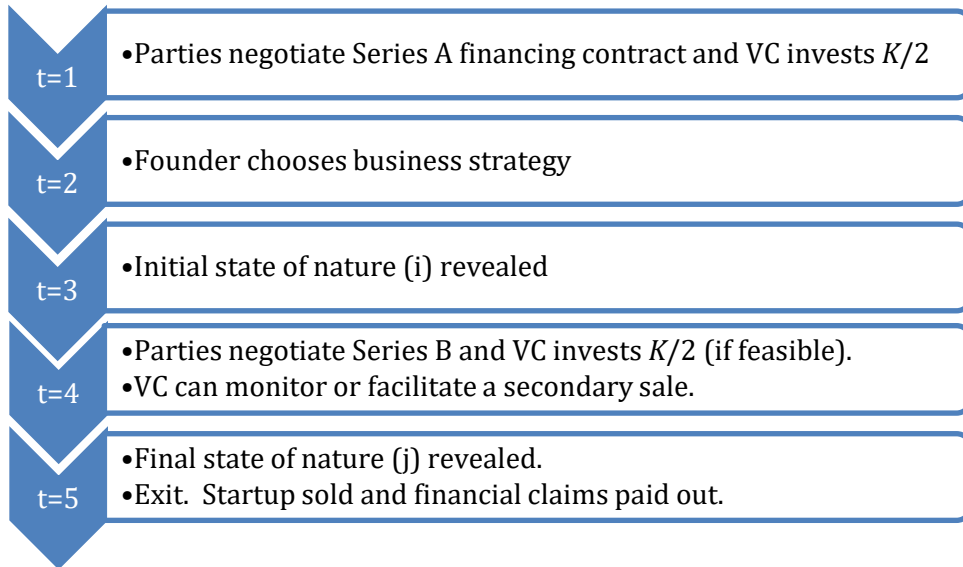 t=1
•Parties negotiate Series A financing contract and VC invests K/2
t=2
•Founder chooses business strategy
t=3
•Initial state of nature (i) revealed
t=4
•Parties negotiate Series B and VC invests K/2 (if feasible).
•VC can monitor or facilitate a secondary sale.
t=5
•Final state of nature (j) revealed.
•Exit.  Startup sold and financial claims paid out.